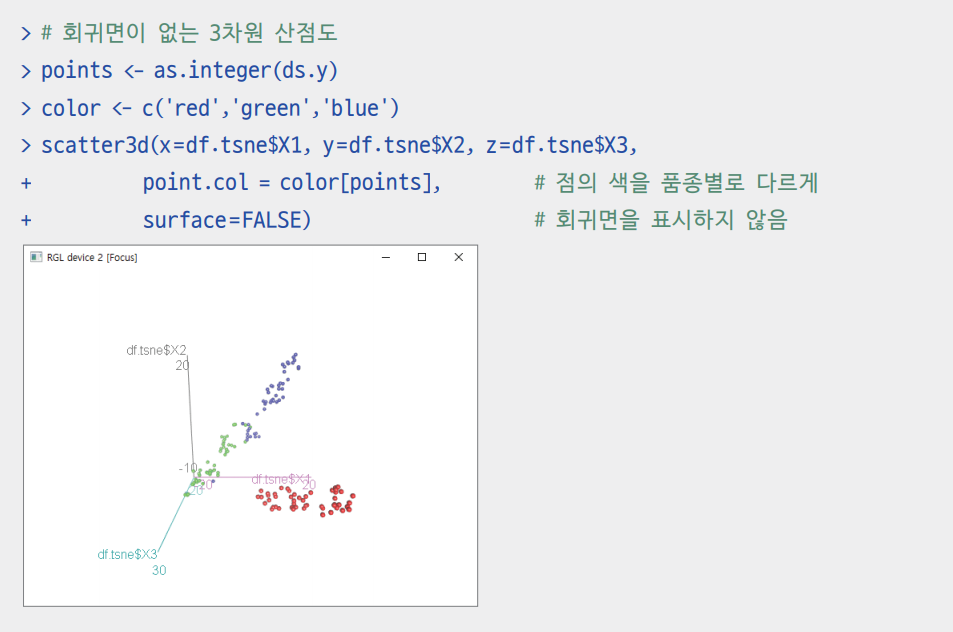 > # 회귀면이 없는 3차원 산점도
> points <- as.integer(ds.y)
> color <- c('red','green','blue')
> scatter3d(x=df.tsne$X1, y=df.tsne$X2, z=df.tsne$X3,
+ point.col = color[points], # 점의 색을 품종별로 다르게
+ surface=FALSE) # 회귀면을 표시하지 않음
RGL device 2 [Focus]
df.tsne$X2
20
-10
df.tsne$X1
-20
20
-20
df.tsne$X3
30